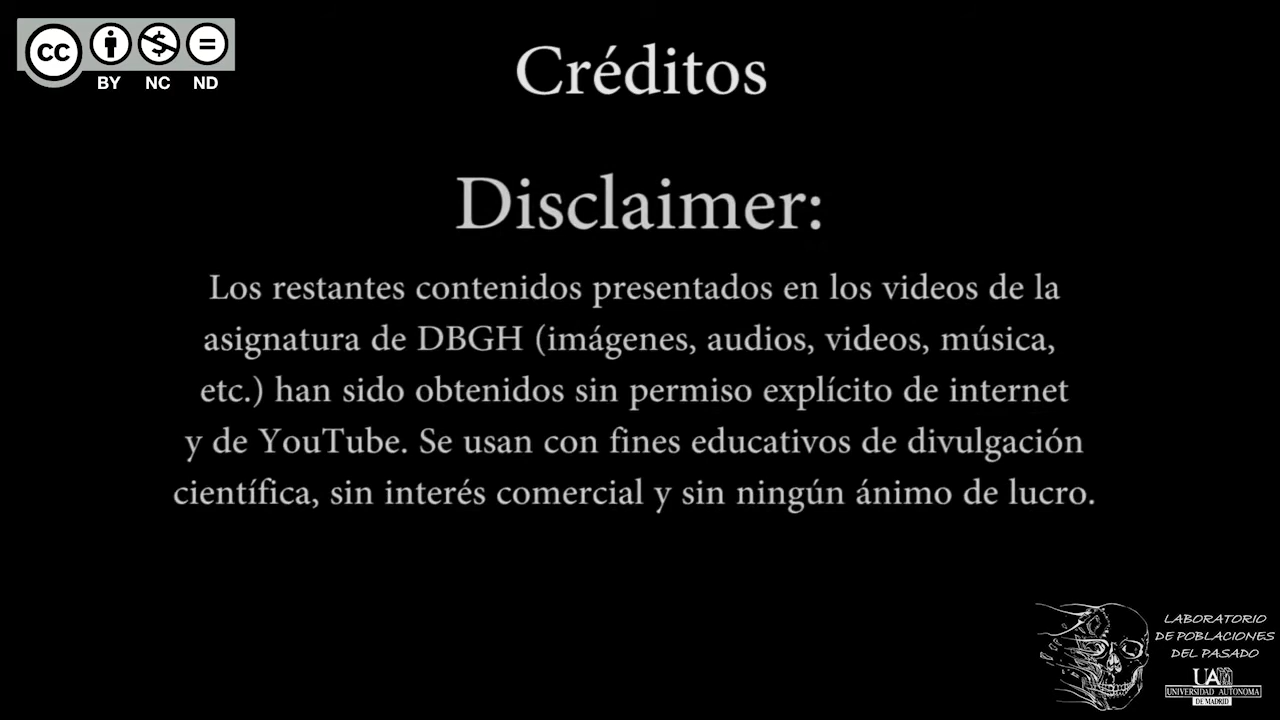 CC
BY NC ND
Créditos
Disclaimer:
Los restantes contenidos presentados en los videos de la
asignatura de DBGH (imágenes, audios, videos, música,
etc.) han sido obtenidos sin permiso explícito de internet
y de YouTube. Se usan con fines educativos de divulgación
científica, sin interés comercial y sin ningún ánimo de lucro.
LABORATORIO
DE POBLACIONES
DEL PASADO
UAM
UNIVERSIDAD AUTONOMA
DE MADRID